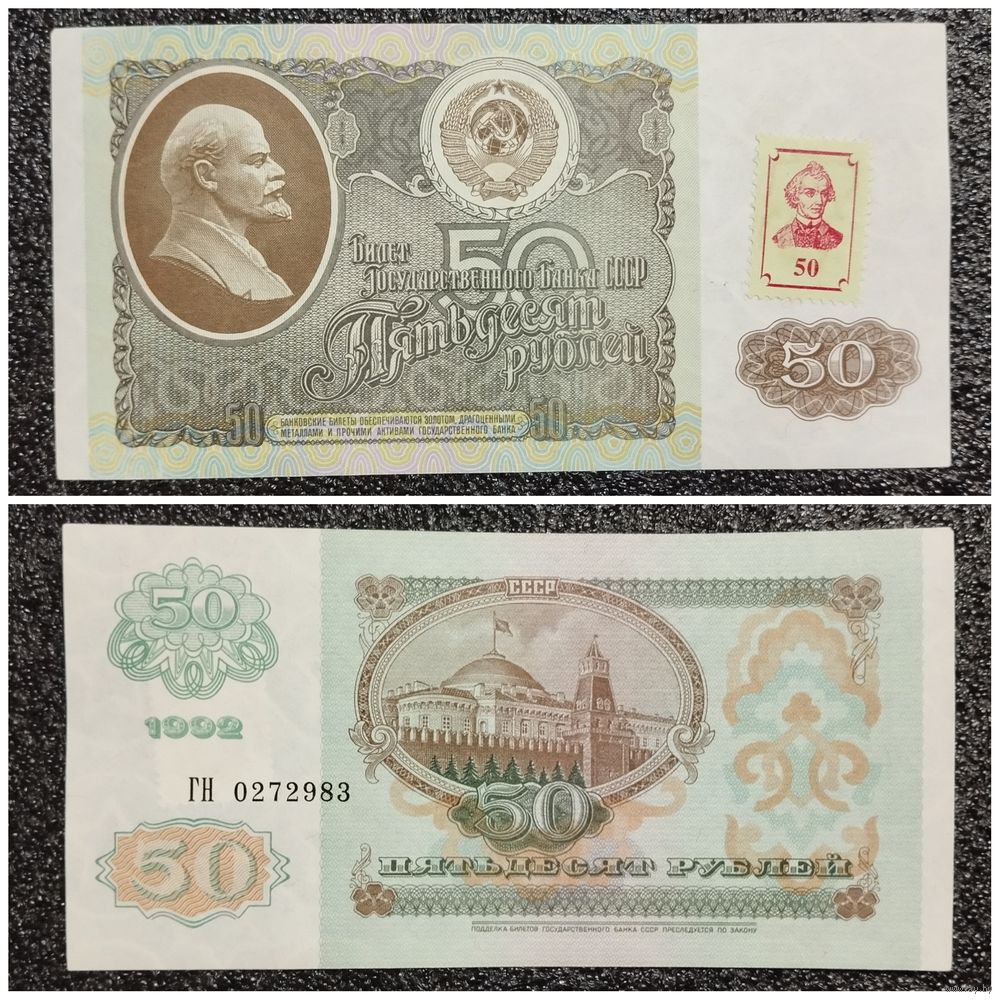 Билет
Государственного Банка СССР
50
Пятьдесят
рублей
50
50
50
50
БАНКОВСКИЕ БИЛЕТЫ ОБЕСПЕЧИВАЮТСЯ ЗОЛОТОМ, ДРАГОЦЕННЫМИ
МЕТАЛЛАМИ И ПРОЧИМИ АКТИВАМИ ГОСУДАРСТВЕННОГО БАНКА
50
СССР
50
1992
ГН 0272983
50
50
ПЯТЬДЕСЯТ РУБЛЕЙ
ПОДДЕЛКА БИЛЕТОВ ГОСУДАРСТВЕННОГО БАНКА СССР ПРЕСЛЕДУЕТСЯ ПО ЗАКОНУ